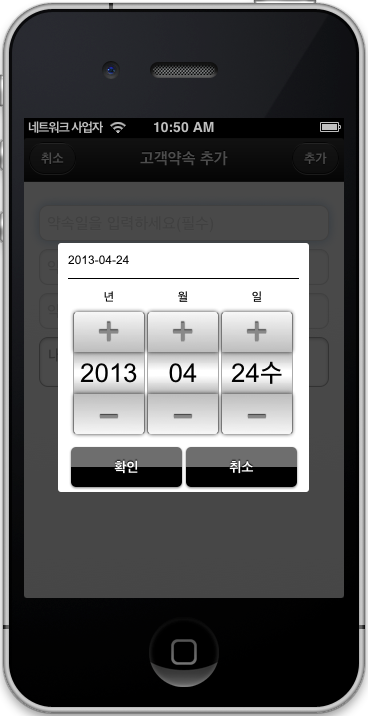 네트워크 사업자 10:50 AM
취소 고객약속 추가 추가
약속일을 입력하세요(필수)
2013-04-24
년 월 일
2013 04 24수
확인 취소